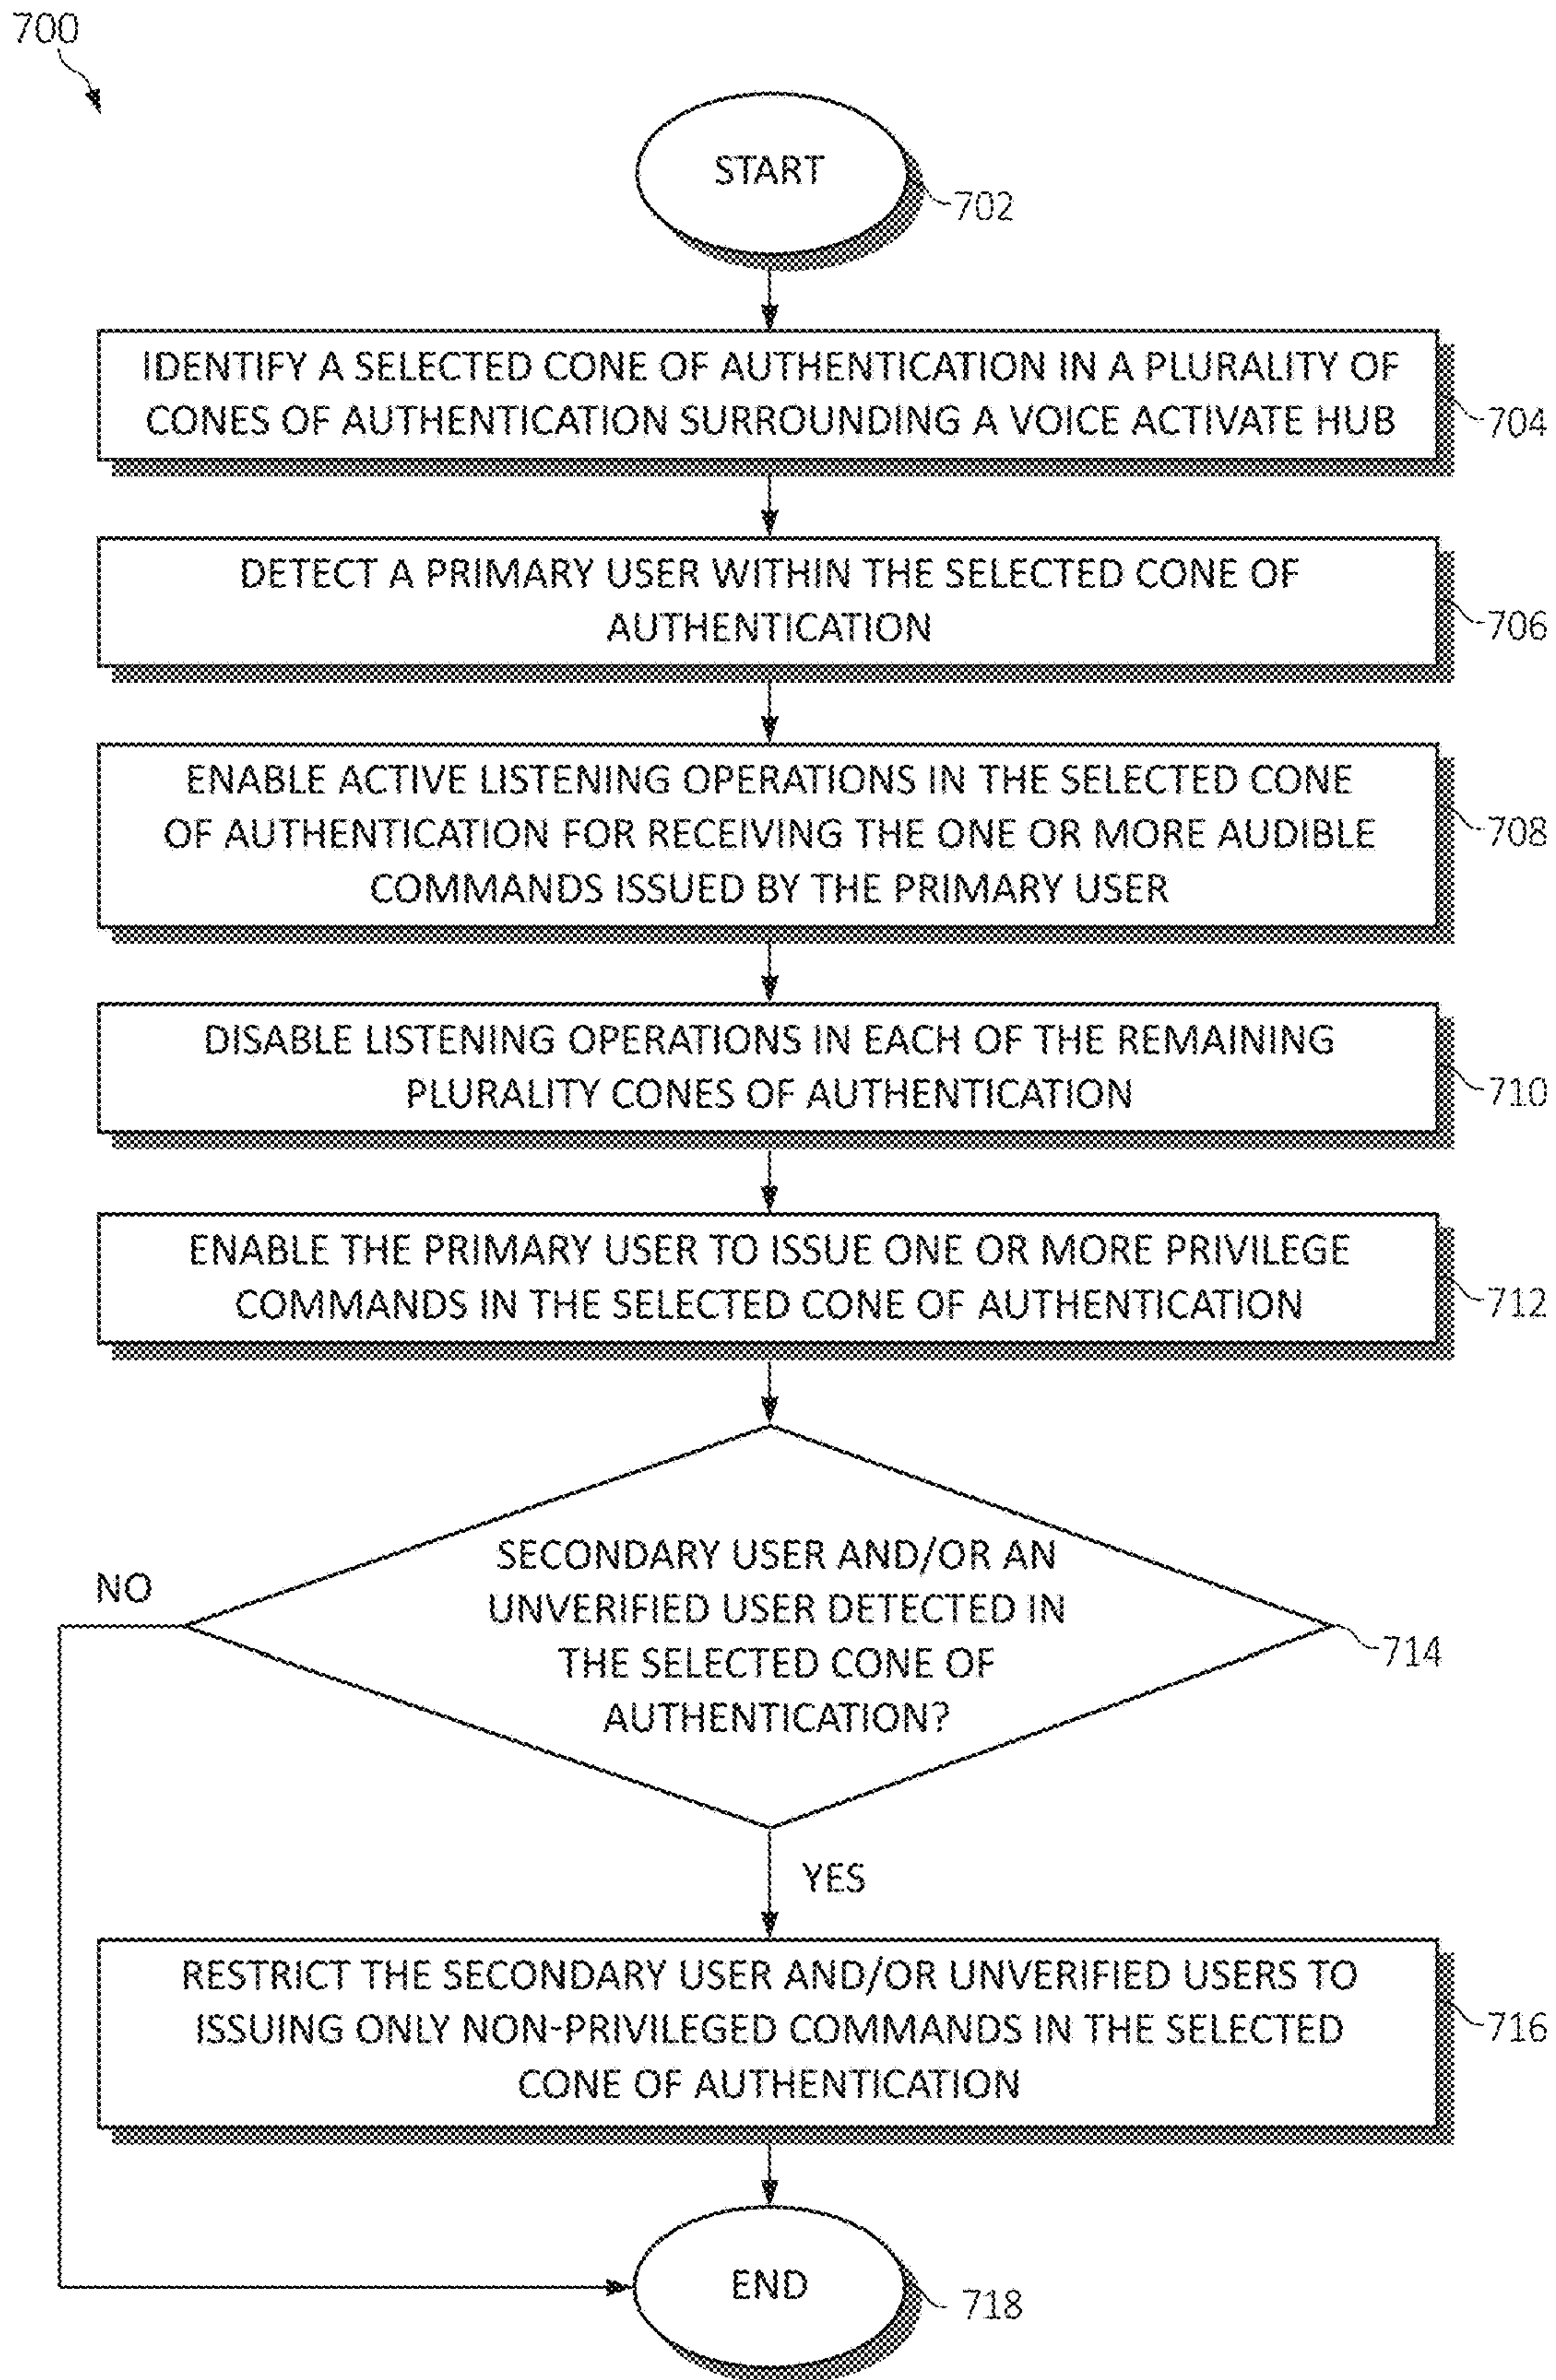 700
START
702
IDENTIFY A SELECTED CONE OF AUTHENTICATION IN A PLURALITY OF
CONES OF AUTHENTICATION SURROUNDING A VOICE ACTIVATE HUB
704
DETECT A PRIMARY USER WITHIN THE SELECTED CONE OF
AUTHENTICATION
706
ENABLE ACTIVE LISTENING OPERATIONS IN THE SELECTED CONE
OF AUTHENTICATION FOR RECEIVING THE ONE OR MORE AUDIBLE
COMMANDS ISSUED BY THE PRIMARY USER
708
DISABLE LISTENING OPERATIONS IN EACH OF THE REMAINING
PLURALITY CONES OF AUTHENTICATION
710
ENABLE THE PRIMARY USER TO ISSUE ONE OR MORE PRIVILEGE
COMMANDS IN THE SELECTED CONE OF AUTHENTICATION
712
SECONDARY USER AND/OR AN
UNVERIFIED USER DETECTED IN
THE SELECTED CONE OF
AUTHENTICATION?
714
NO
YES
RESTRICT THE SECONDARY USER AND/OR UNVERIFIED USERS TO
ISSUING ONLY NON-PRIVILEGED COMMANDS IN THE SELECTED
CONE OF AUTHENTICATION
716
END
718